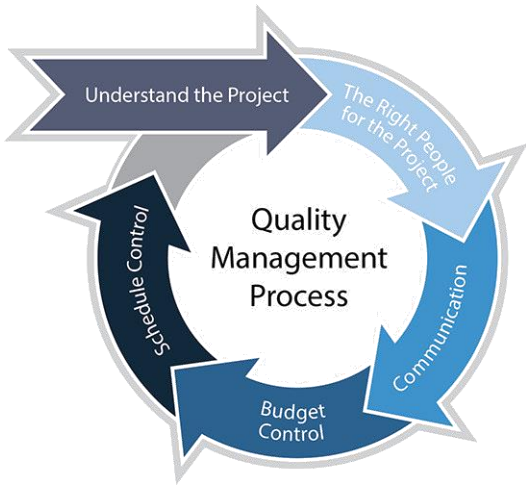 Understand the Project
The Right People
for the Project
Communication
Budget
Control
Schedule Control
Quality
Management
Process